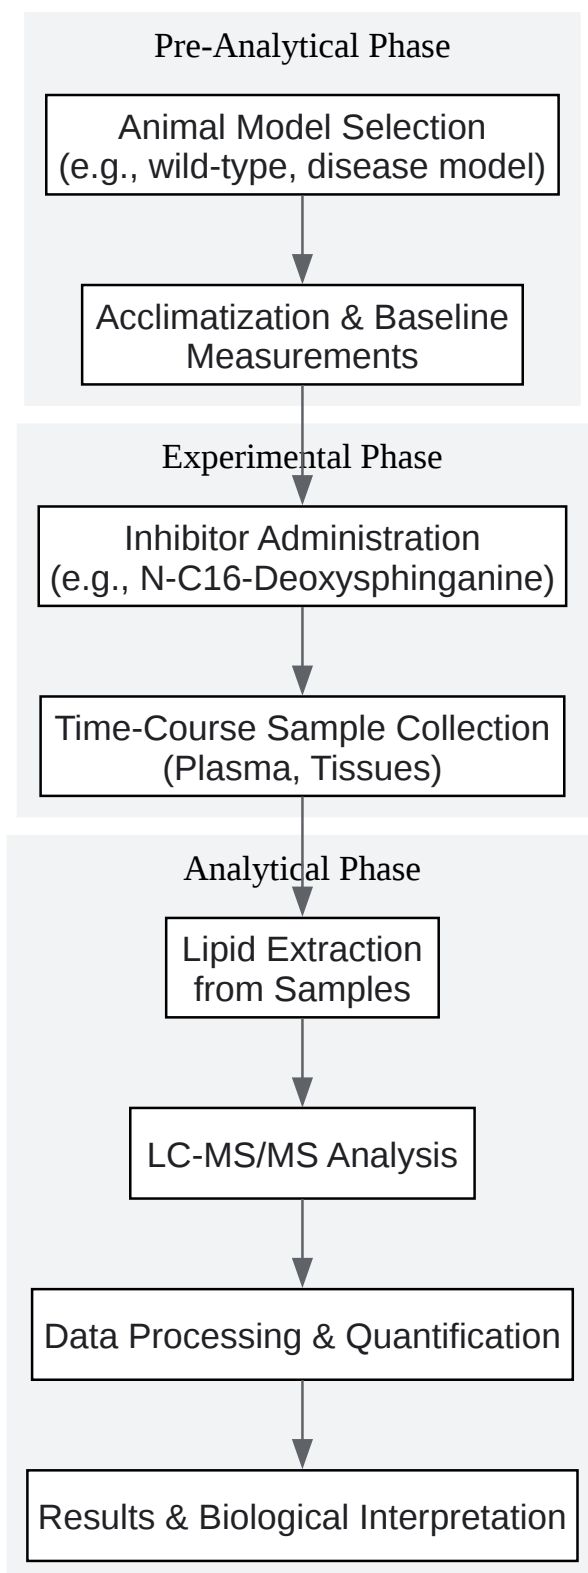 Pre-Analytical Phase
Animal Model Selection
(e.g., wild-type, disease model)
Acclimatization & Baseline
Measurements
Experimental Phase
Inhibitor Administration
(e.g., N-C16-Deoxysphinganine)
Time-Course Sample Collection
(Plasma, Tissues)
Analytical Phase
Lipid Extraction
from Samples
LC-MS/MS Analysis
Data Processing & Quantification
Results & Biological Interpretation